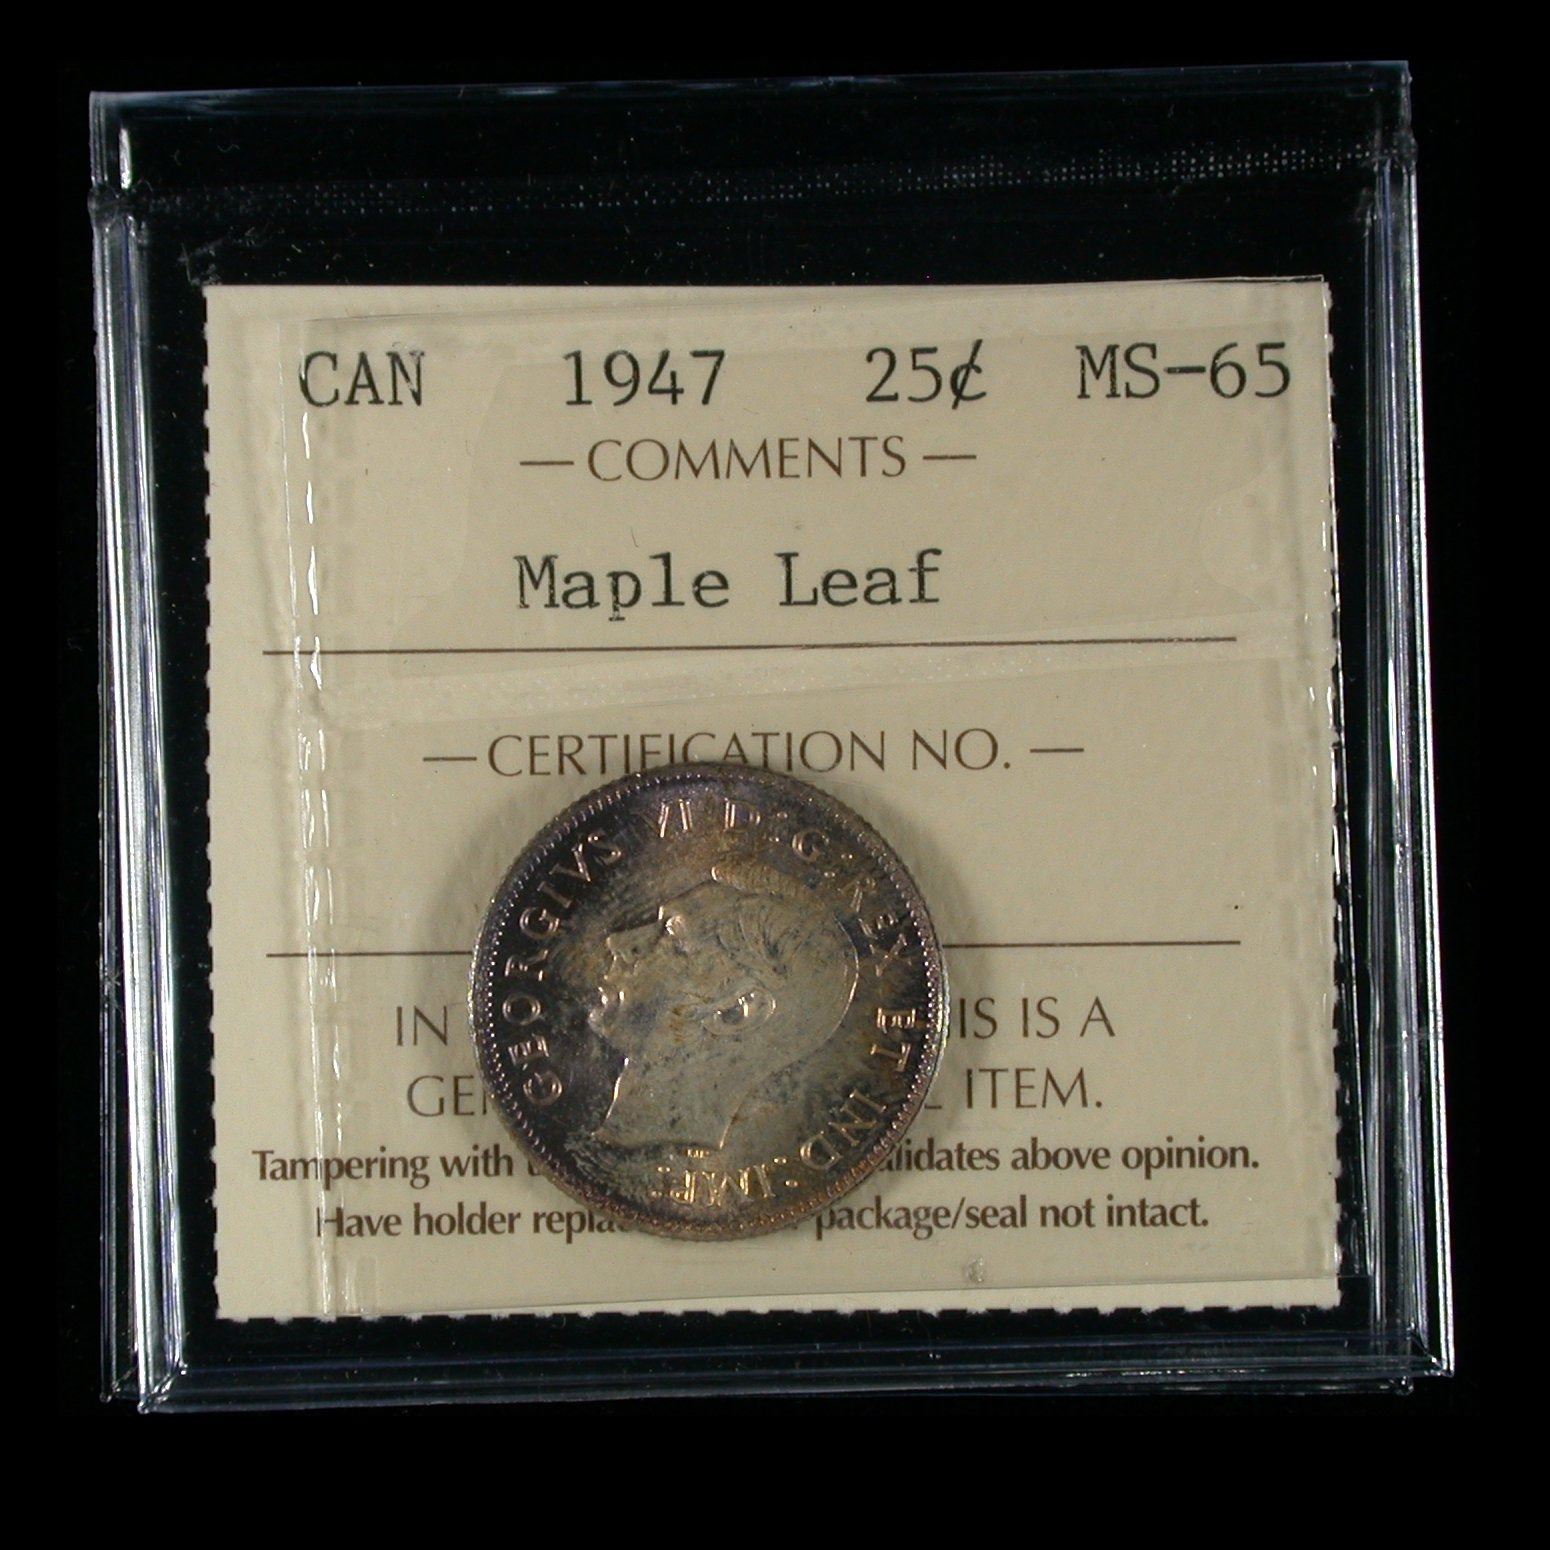 CAN 1947 25¢ MS-65
— COMMENTS —
Maple Leaf
— CERTIFICATION NO. —
GEORGIVS VI D:G:REX ET IND:IMP:
IN IS IS A
GE ITEM.
Tampering with alidates above opinion.
Have holder repla package/seal not intact.